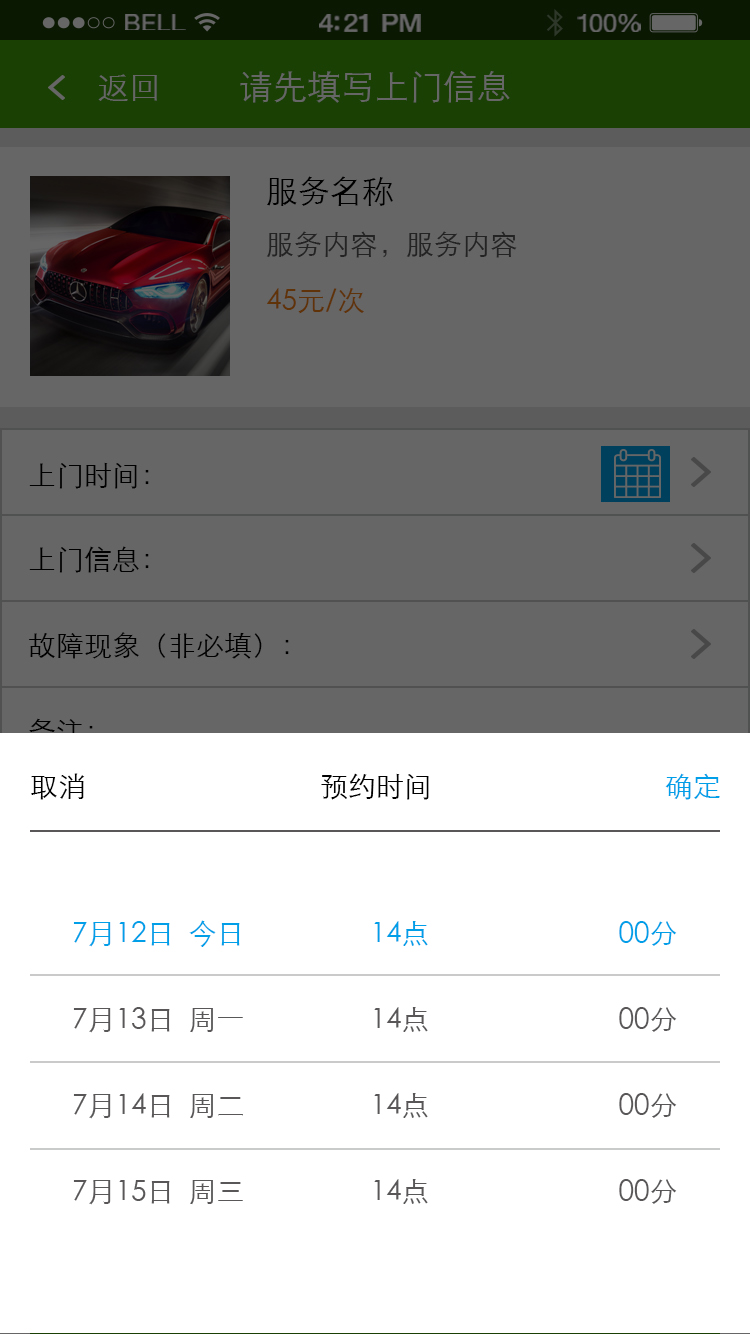 BELL 4:21 PM 100%
返回 请先填写上门信息
服务名称
服务内容，服务内容
45元/次
上门时间：
上门信息：
故障现象（非必填）：
备注：
取消 预约时间 确定
7月12日 今日 14点 00分
7月13日 周一 14点 00分
7月14日 周二 14点 00分
7月15日 周三 14点 00分